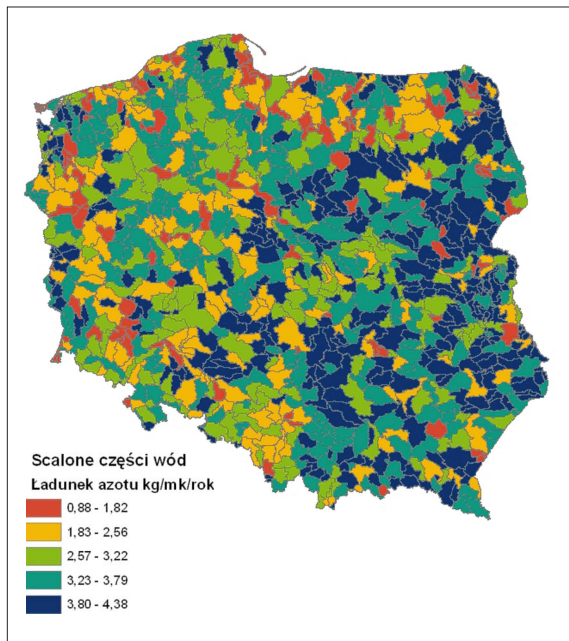 Scalone części wód
Ładunek azotu kg/mk/rok
0,88 - 1,82
1,83 - 2,56
2,57 - 3,22
3,23 - 3,79
3,80 - 4,38